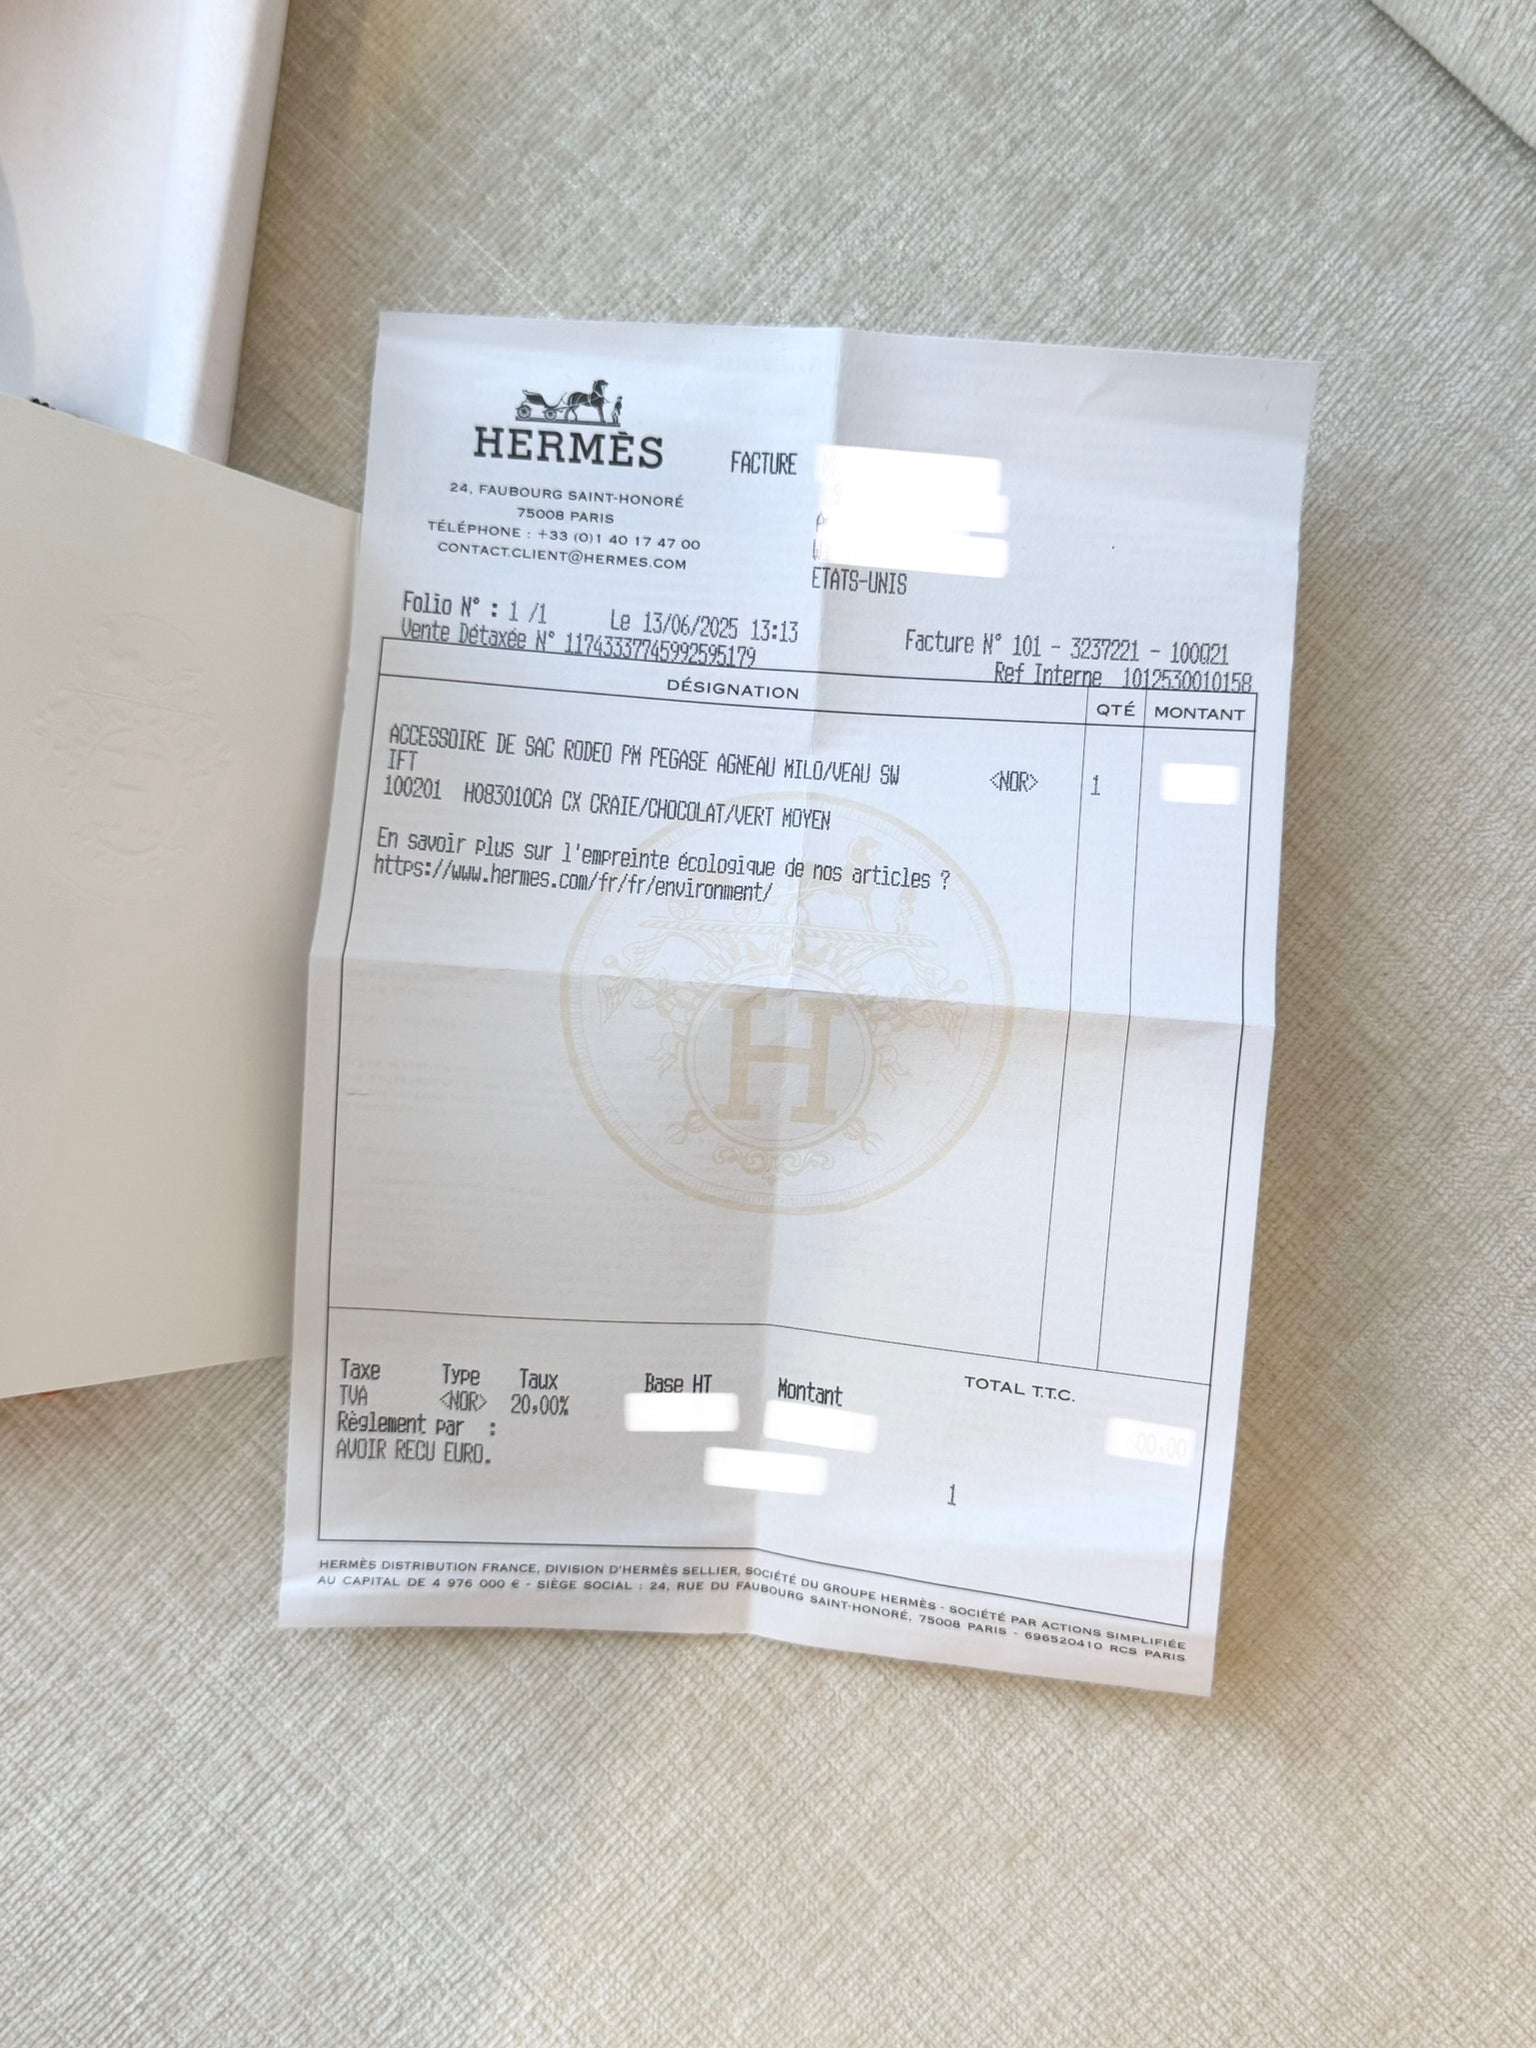 HERMÈS
24, FAUBOURG SAINT-HONORÉ
75008 PARIS
TÉLÉPHONE : +33 (0)1 40 17 47 00
CONTACT.CLIENT@HERMES.COM
FACTURE
ETATS-UNIS
Folio N° : 1 /1 Le 13/06/2025 13:13
Vente Détaxée N° 11743337745992595179
Facture N° 101 - 3237221 - 100Q21
Ref Interne 1012530010158
DÉSIGNATION QTÉ MONTANT
ACCESSOIRE DE SAC RODEO PM PEGASE AGNEAU MILO/VEAU SW
IFT <NOR> 1
100201 H083010CA CX CRAIE/CHOCOLAT/VERT MOYEN
En savoir plus sur l'empreinte écologique de nos articles ?
https://www.hermes.com/fr/fr/environment/
H
Taxe Type Taux Base HT Montant TOTAL T.T.C.
TVA <NOR> 20,00%
Règlement par :
AVOIR RECU EURO.
1
HERMÈS DISTRIBUTION FRANCE, DIVISION D'HERMÈS SELLIER, SOCIÉTÉ DU GROUPE HERMÈS - SOCIÉTÉ PAR ACTIONS SIMPLIFIÉE
AU CAPITAL DE 4 976 000 € - SIÈGE SOCIAL : 24, RUE DU FAUBOURG SAINT-HONORÉ, 75008 PARIS - 696520410 RCS PARIS